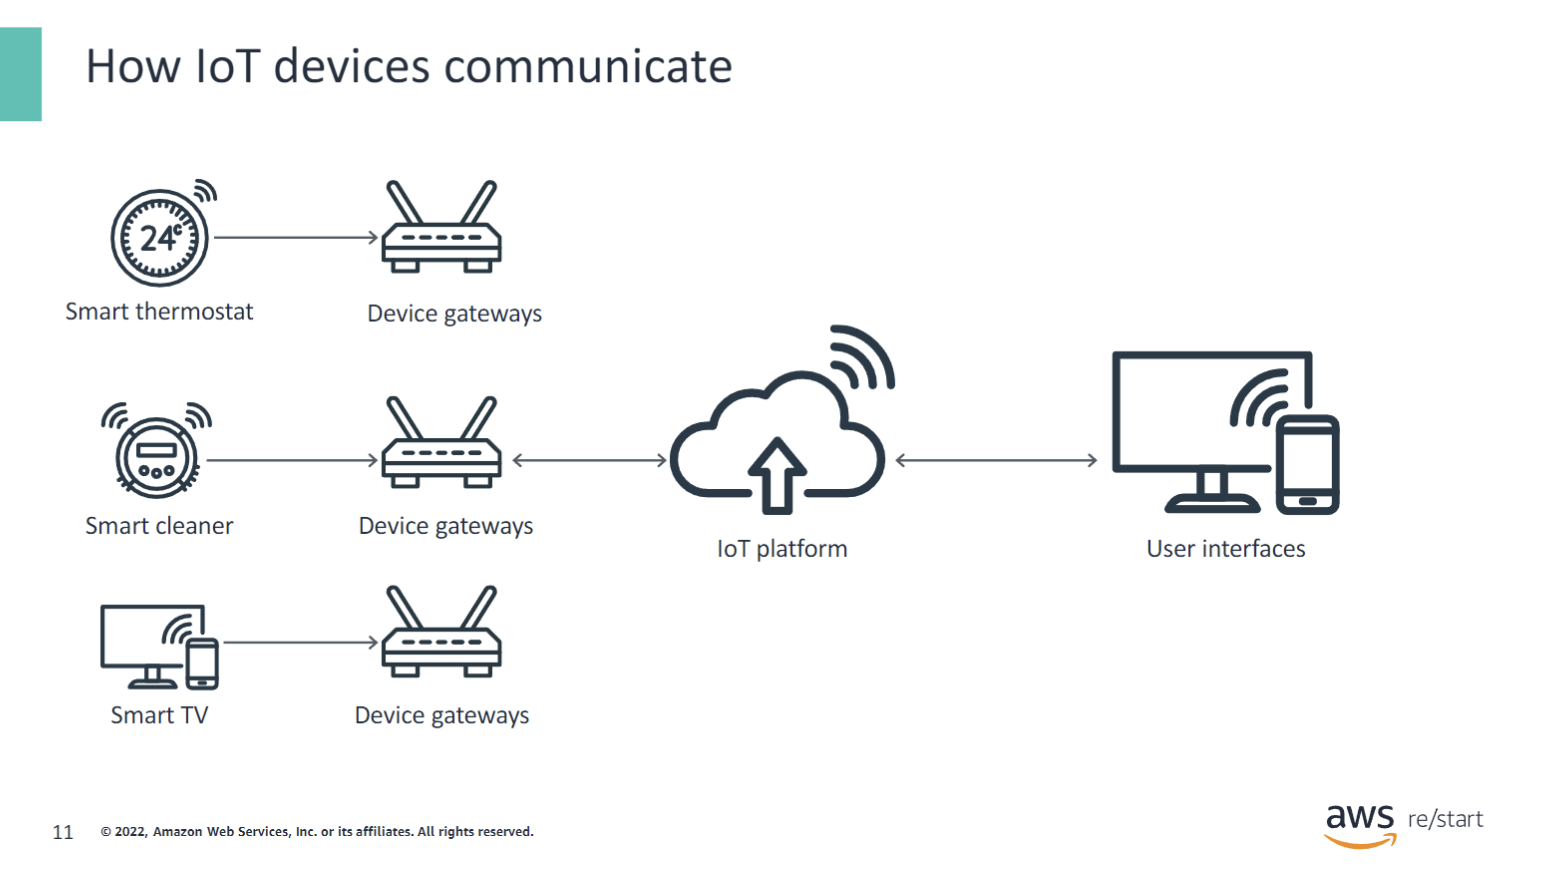 How IoT devices communicate
24°C
Smart thermostat
Device gateways
Smart cleaner
Device gateways
IoT platform
User interfaces
Smart TV
Device gateways
11
© 2022, Amazon Web Services, Inc. or its affiliates. All rights reserved.
aws re/start